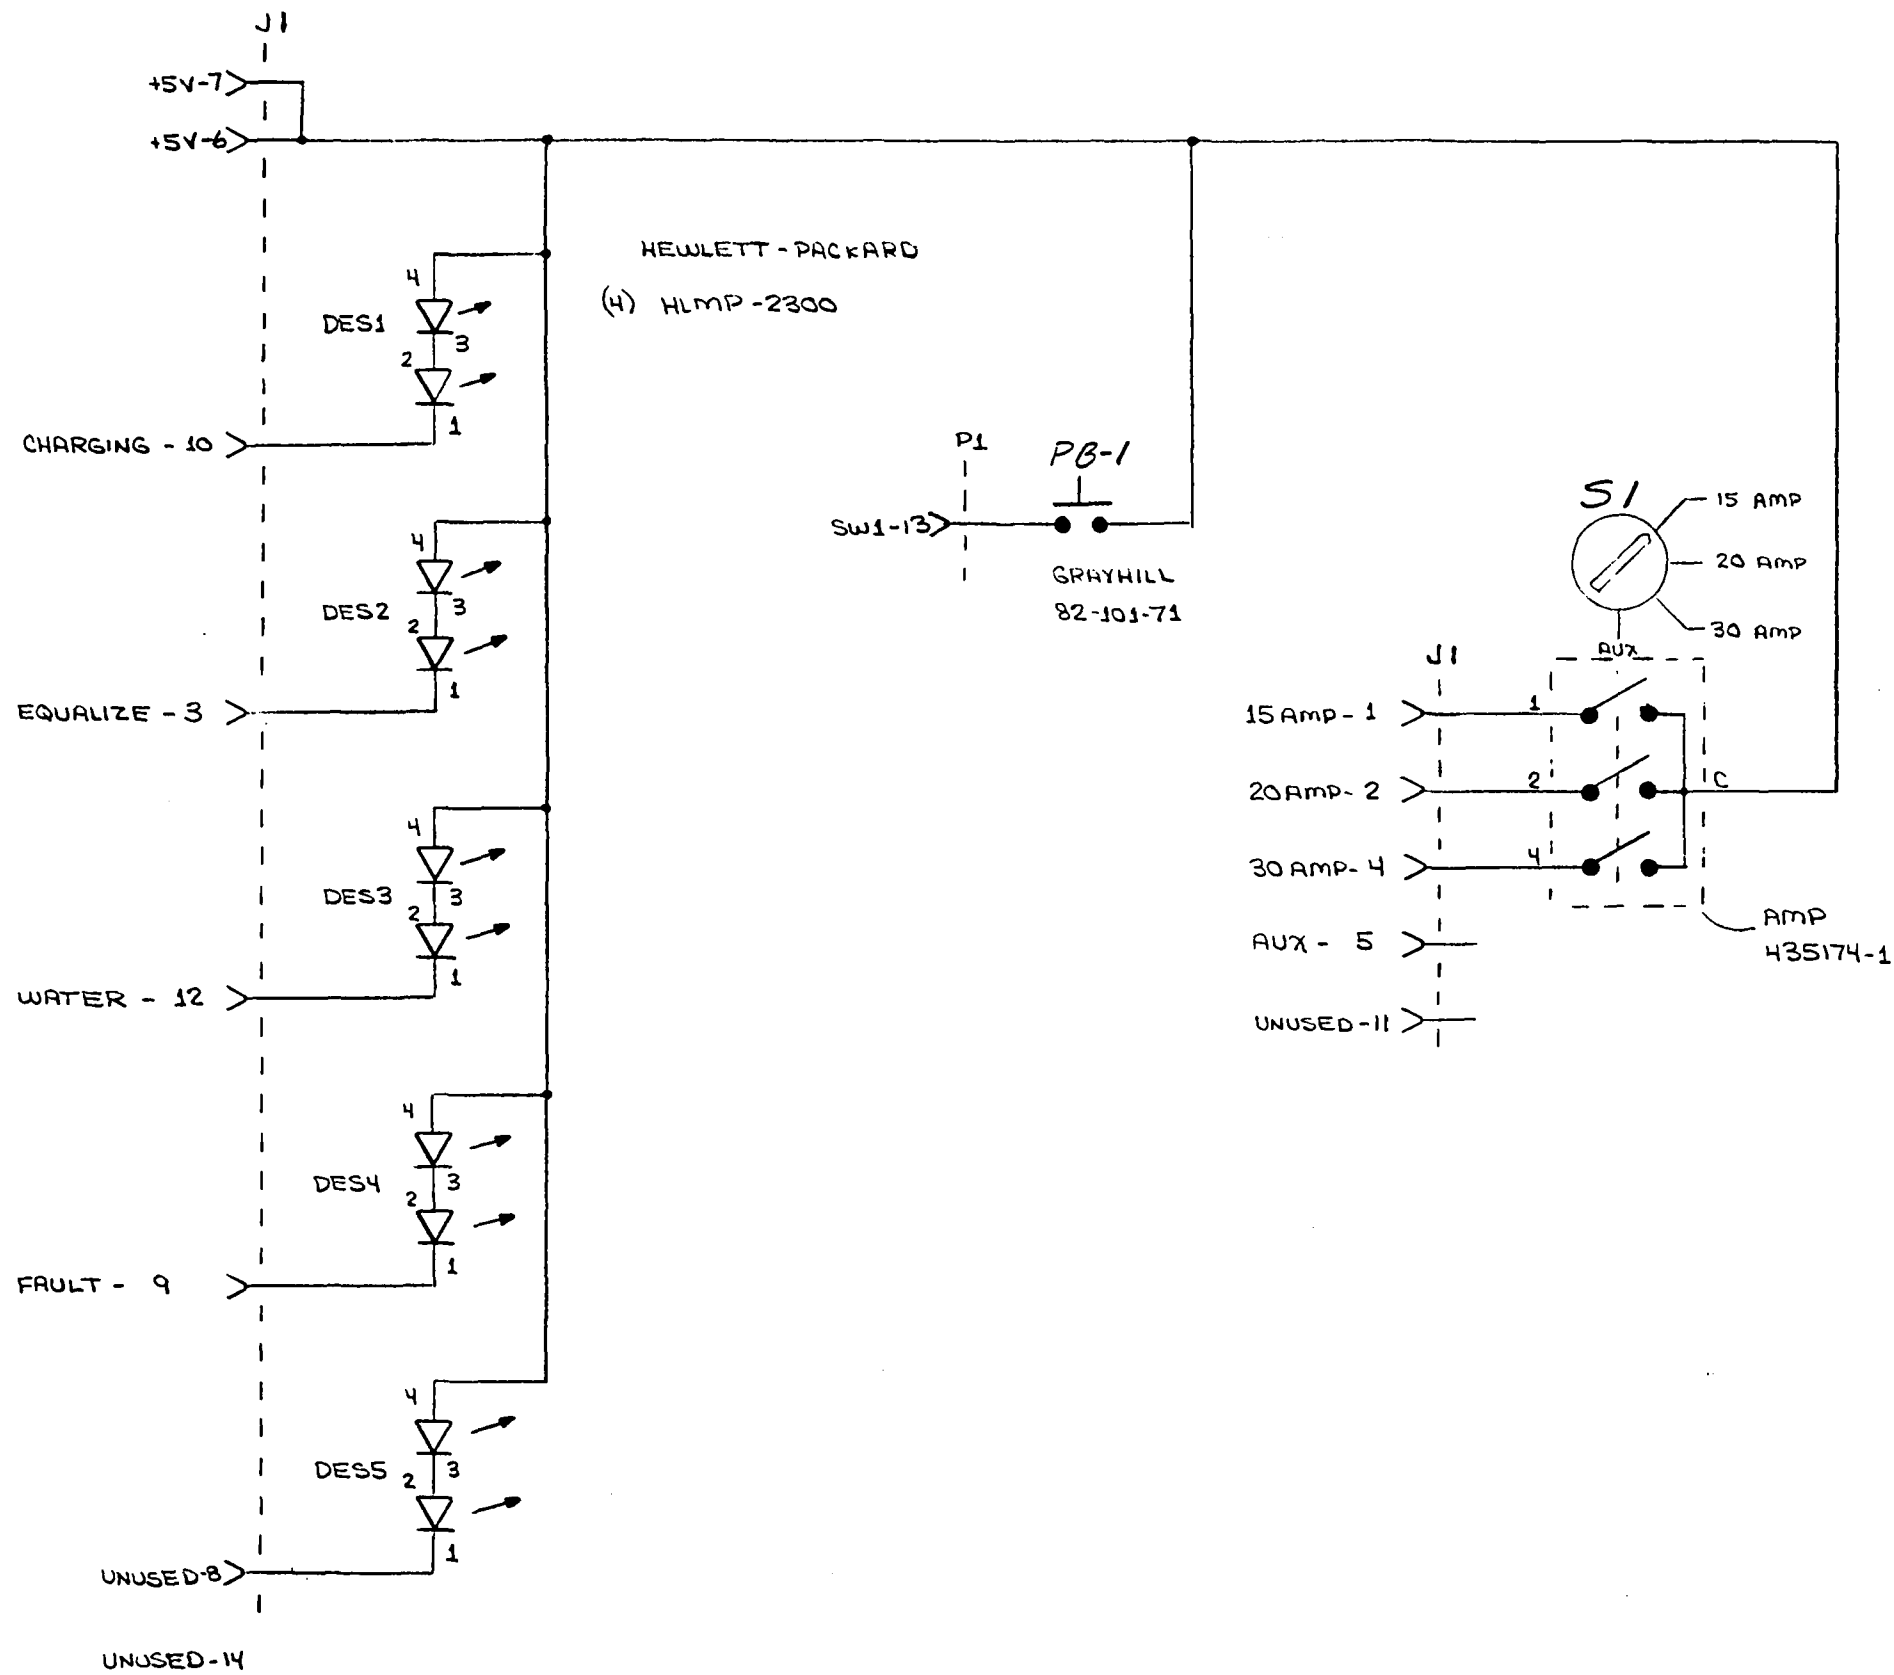 J1
+5V-7
+5V-6
HEWLETT-PACKARD
(4) HLMP-2300
4
DES1
3
2
1
CHARGING - 10
4
DES2
3
2
1
EQUALIZE - 3
4
DES3
3
2
1
WATER - 12
4
DES4
3
2
1
FAULT - 9
4
DES5
3
2
1
UNUSED-8
UNUSED-14
P1
PB-1
SW1-13
GRAYHILL
82-101-71
S1
15 AMP
20 AMP
30 AMP
AUX
J1
15 AMP- 1
1
20 AMP- 2
2
C
30 AMP- 4
4
AUX - 5
UNUSED-11
AMP
435174-1